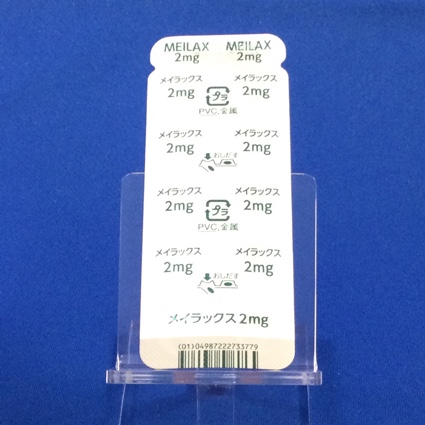 MEILAX MEILAX
2mg 2mg
メイラックス メイラックス
2mg 2mg
プラ
PVC,金属
メイラックス メイラックス
2mg 2mg
おしだす
メイラックス メイラックス
2mg 2mg
プラ
PVC,金属
メイラックス メイラックス
2mg 2mg
おしだす
メイラックス2mg
(01)04987222733779